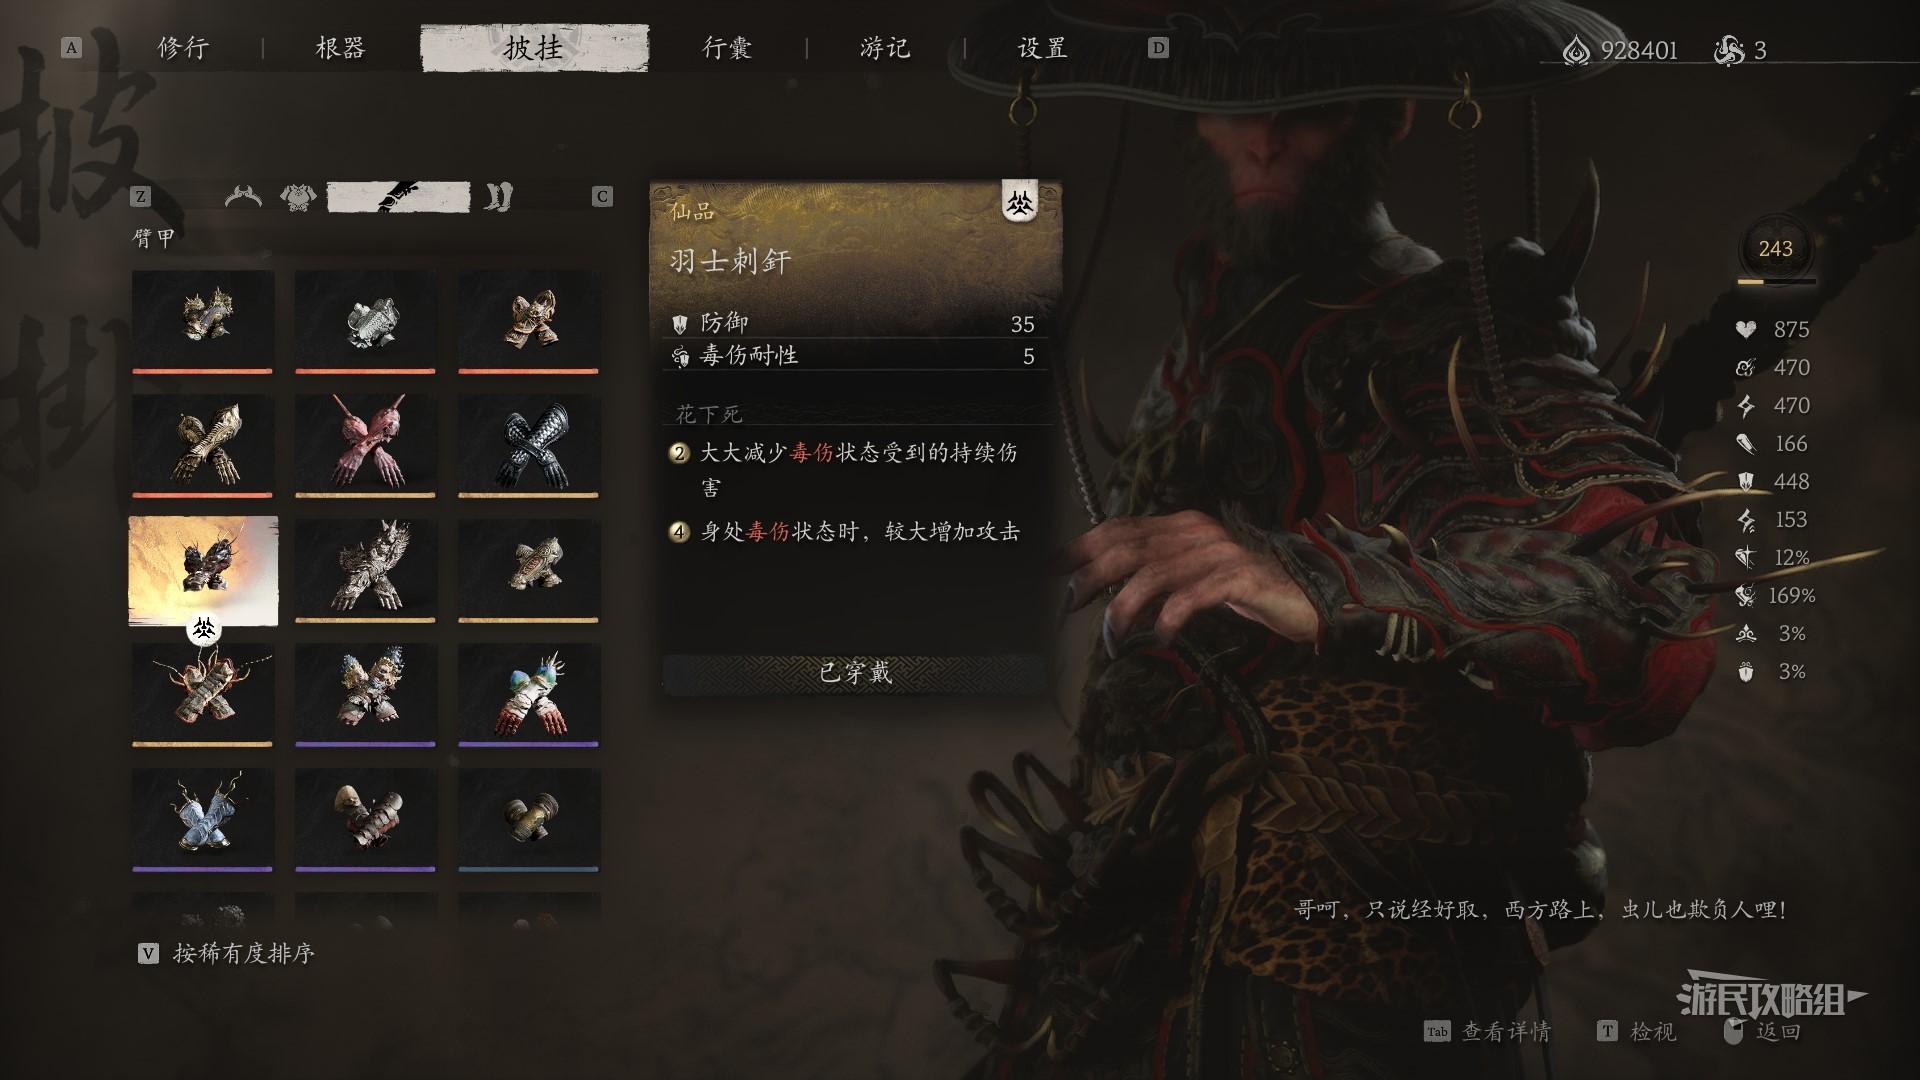 披
掛
A
修行
根器
披挂
行囊
游记
设置
D
928401
3
Z
C
臂甲
仙品
羽士刺釬
防御
35
毒伤耐性
5
花下死
2 大大减少毒伤状态受到的持续伤
害
4 身处毒伤状态时，较大增加攻击
已穿戴
243
875
470
470
166
448
153
12%
169%
3%
3%
哥呵，只说经好取，西方路上，虫儿也欺负人哩！
V 按稀有度排序
游民攻略组
Tab 查看详情
T 检视
返回